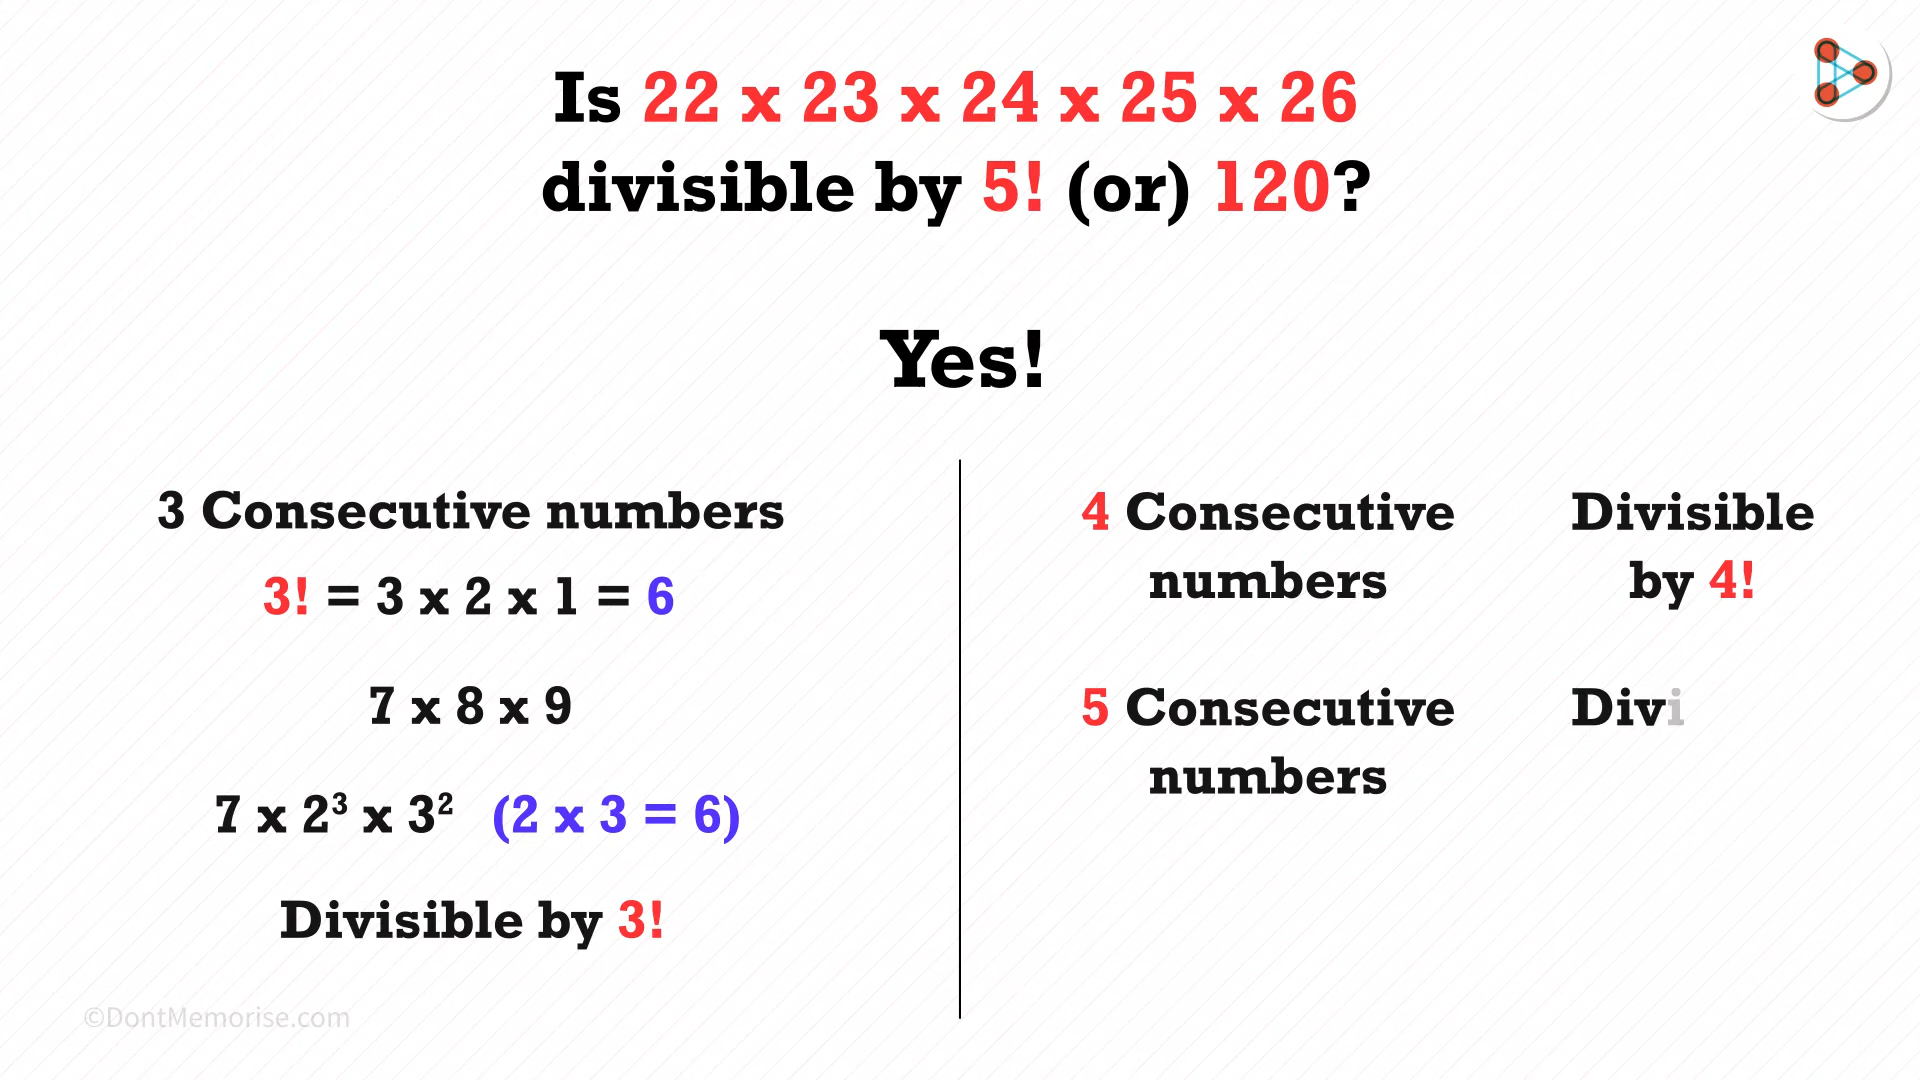 Is 22 x 23 x 24 x 25 x 26
divisible by 5! (or) 120?
Yes!
3 Consecutive numbers
3! = 3 x 2 x 1 = 6
7 x 8 x 9
7 x 2³ x 3² (2 x 3 = 6)
Divisible by 3!
4 Consecutive
numbers
Divisible
by 4!
5 Consecutive
numbers
Divi
©DontMemorise.com